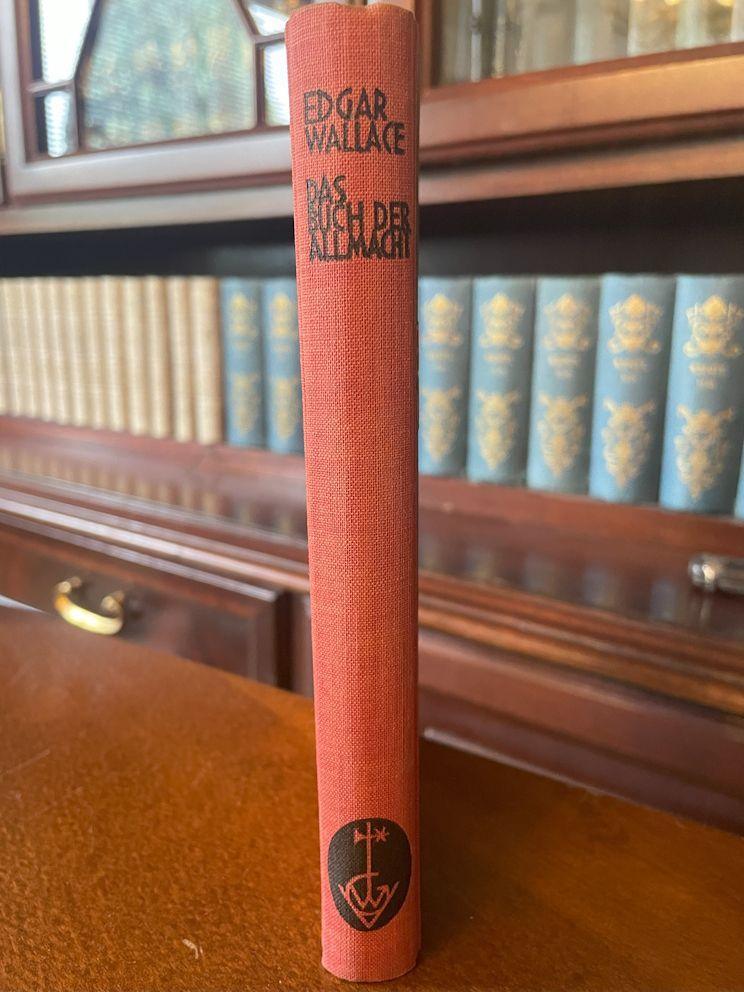 EDGAR
WALLACE
DAS
BUCH DER
ALLMACHT